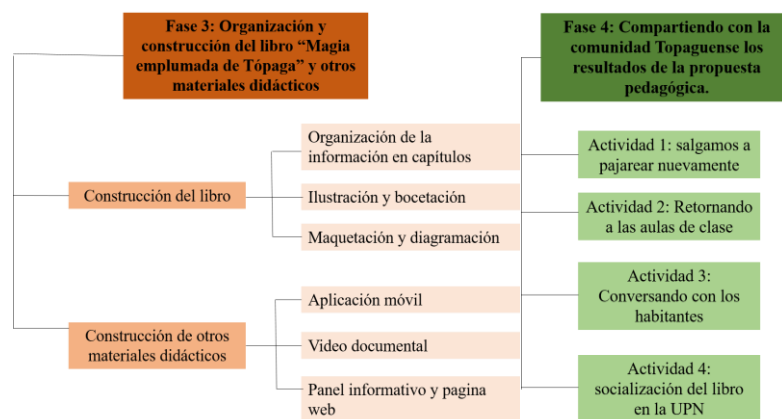 Fase 3: Organización y
construcción del libro “Magia
emplumada de Tópaga” y otros
materiales didácticos
Construcción del libro
Organización de la
información en capítulos
Ilustración y bocetación
Maquetación y diagramación
Construcción de otros
materiales didácticos
Aplicación móvil
Video documental
Panel informativo y pagina
web
Fase 4: Compartiendo con la
comunidad Topaguense los
resultados de la propuesta
pedagógica.
Actividad 1: salgamos a
pajarear nuevamente
Actividad 2: Retornando
a las aulas de clase
Actividad 3:
Conversando con los
habitantes
Actividad 4:
socialización del libro
en la UPN